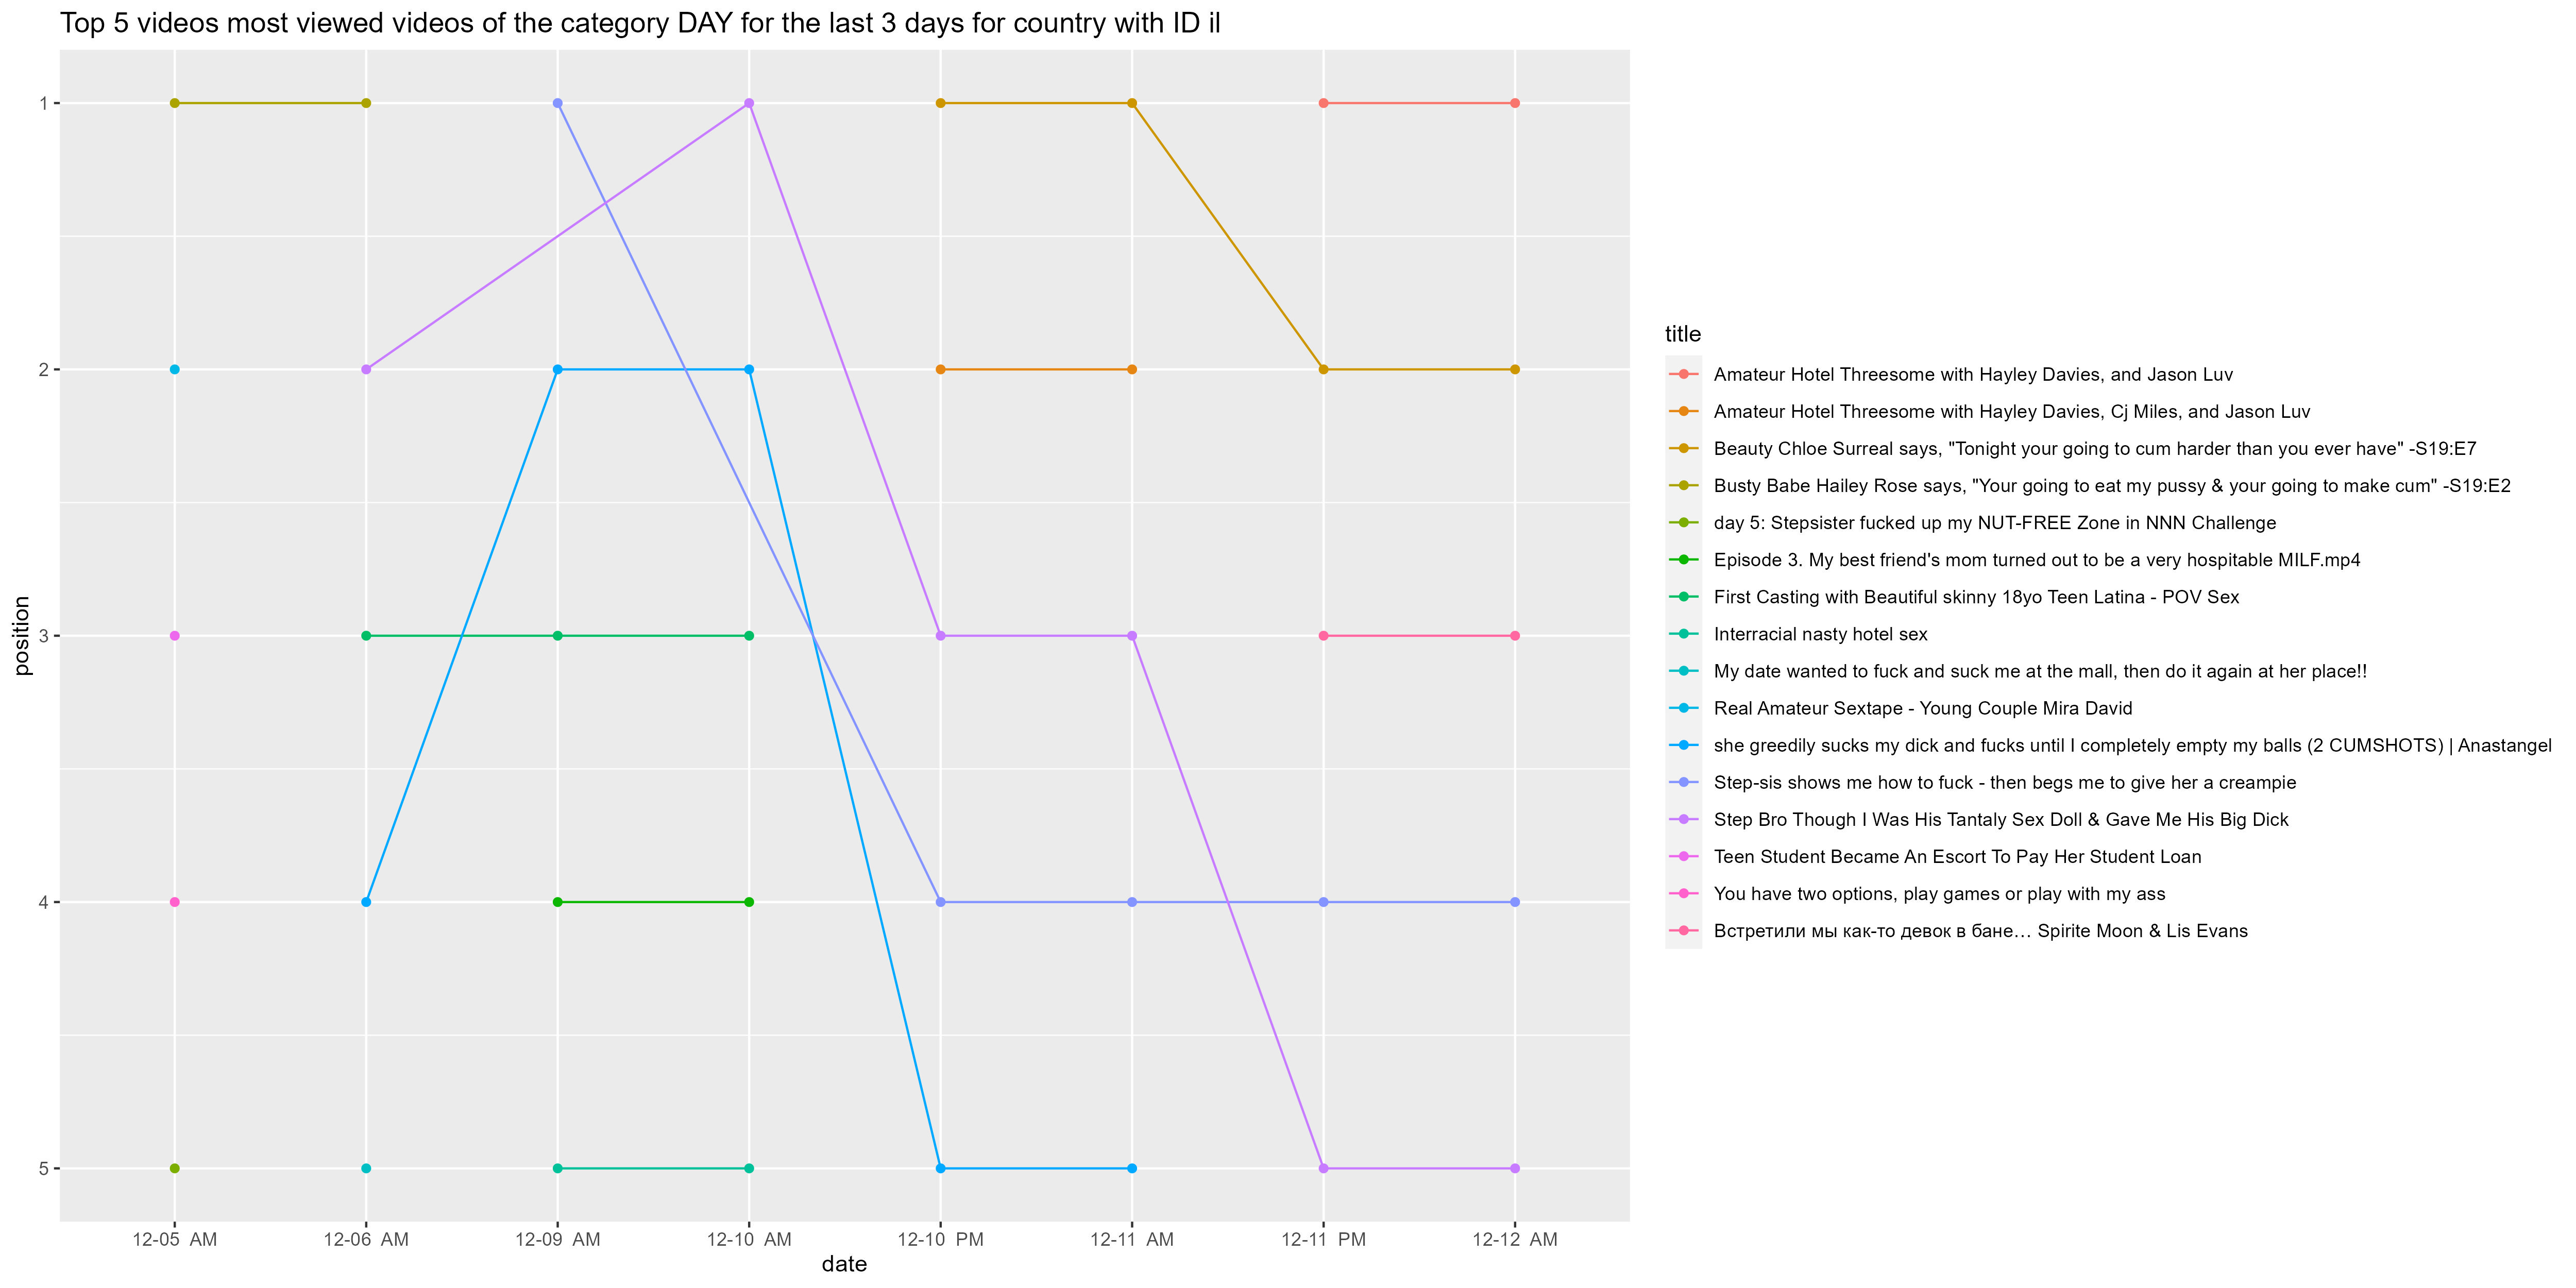 Top 5 videos most viewed videos of the category DAY for the last 3 days for country with ID il
position
1
2
3
4
5
12-05 AM
12-06 AM
12-09 AM
12-10 AM
12-10 PM
12-11 AM
12-11 PM
12-12 AM
date
title
Amateur Hotel Threesome with Hayley Davies, and Jason Luv
Amateur Hotel Threesome with Hayley Davies, Cj Miles, and Jason Luv
Beauty Chloe Surreal says, "Tonight your going to cum harder than you ever have" -S19:E7
Busty Babe Hailey Rose says, "Your going to eat my pussy & your going to make cum" -S19:E2
day 5: Stepsister fucked up my NUT-FREE Zone in NNN Challenge
Episode 3. My best friend's mom turned out to be a very hospitable MILF.mp4
First Casting with Beautiful skinny 18yo Teen Latina - POV Sex
Interracial nasty hotel sex
My date wanted to fuck and suck me at the mall, then do it again at her place!!
Real Amateur Sextape - Young Couple Mira David
she greedily sucks my dick and fucks until I completely empty my balls (2 CUMSHOTS) | Anastangel
Step-sis shows me how to fuck - then begs me to give her a creampie
Step Bro Though I Was His Tantaly Sex Doll & Gave Me His Big Dick
Teen Student Became An Escort To Pay Her Student Loan
You have two options, play games or play with my ass
Встретили мы как-то девок в бане… Spirite Moon & Lis Evans